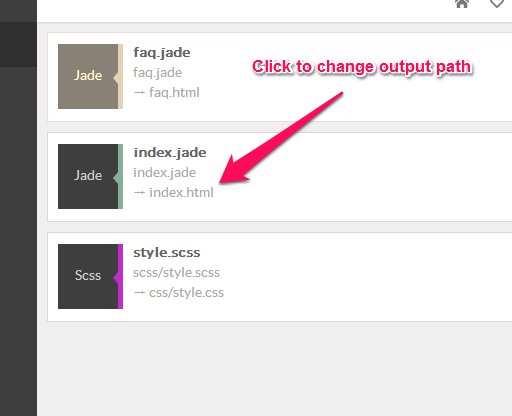 faq.jade
Jade
faq.jade
→ faq.html
Click to change output path
index.jade
Jade
index.jade
→ index.html
style.scss
Scss
scss/style.scss
→ css/style.css